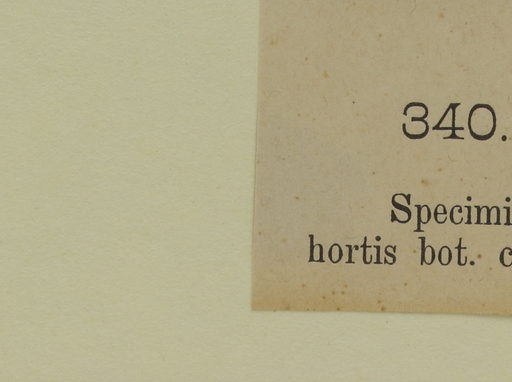 340.
Specimi
hortis bot. c